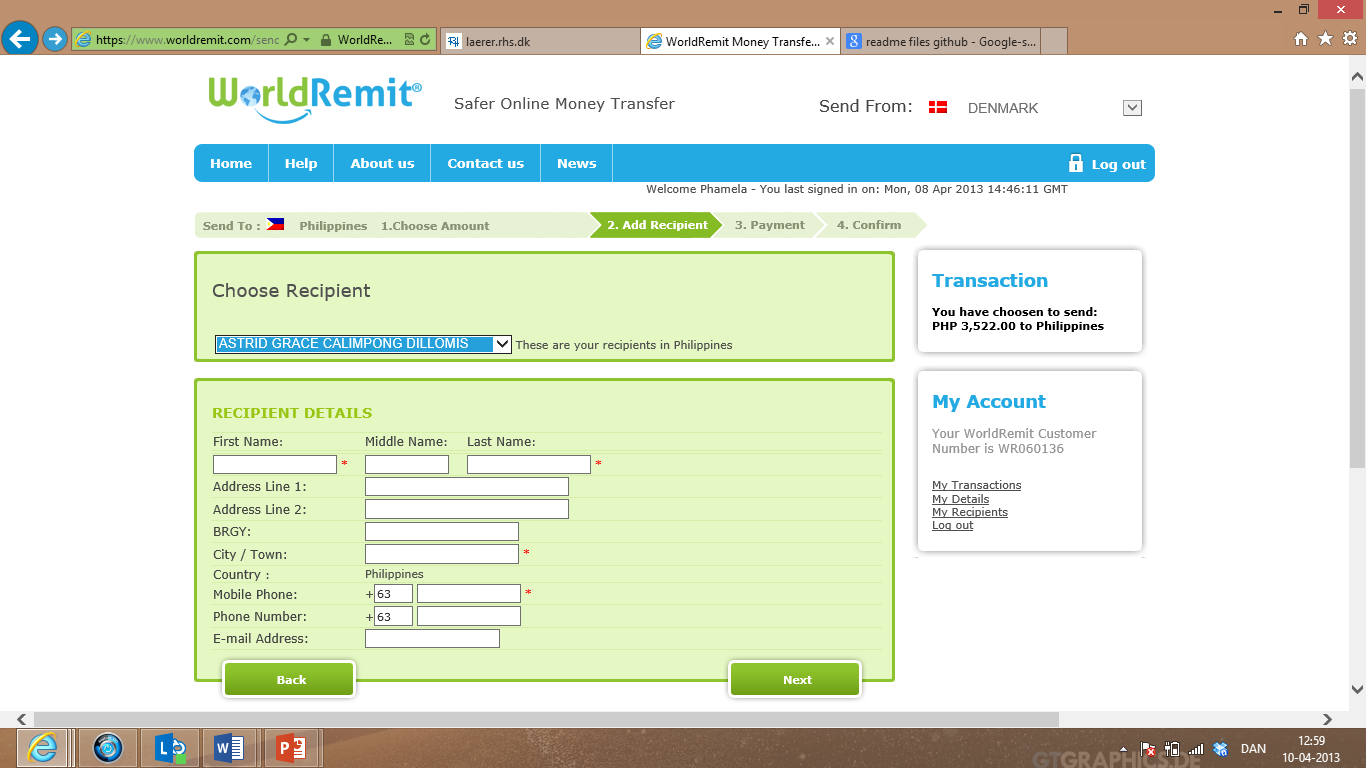 https://www.worldremit.com/senc
WorldRe...
laerer.rhs.dk
WorldRemit Money Transfe...
readme files github - Google-s...
WorldRemit®
Safer Online Money Transfer
Send From: DENMARK
Home Help About us Contact us News Log out
Welcome Phamela - You last signed in on: Mon, 08 Apr 2013 14:46:11 GMT
Send To : Philippines 1.Choose Amount 2. Add Recipient 3. Payment 4. Confirm
Choose Recipient
ASTRID GRACE CALIMPONG DILLOMIS These are your recipients in Philippines
Transaction
You have choosen to send:
PHP 3,522.00 to Philippines
RECIPIENT DETAILS
First Name: Middle Name: Last Name:
* *
Address Line 1:
Address Line 2:
BRGY:
City / Town: *
Country : Philippines
Mobile Phone: +63 *
Phone Number: +63
E-mail Address:
Back Next
My Account
Your WorldRemit Customer
Number is WR060136
My Transactions
My Details
My Recipients
Log out
GTGRAPHICS.DE
DAN
12:59
10-04-2013